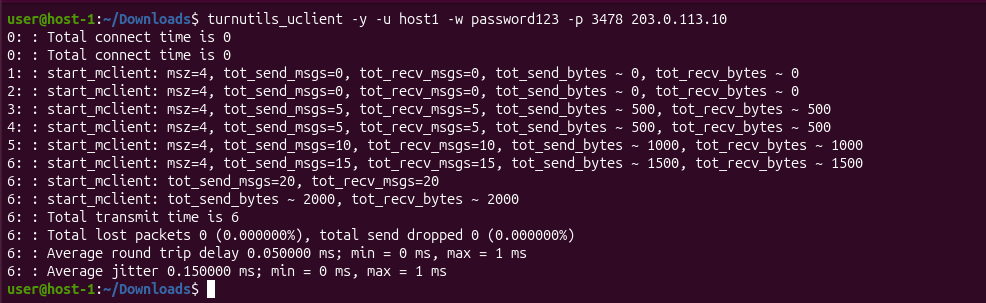 user@host-1:~/Downloads$ turnutils_uclient -y -u host1 -w password123 -p 3478 203.0.113.10
0: : Total connect time is 0
0: : Total connect time is 0
1: : start_mclient: msz=4, tot_send_msgs=0, tot_recv_msgs=0, tot_send_bytes ~ 0, tot_recv_bytes ~ 0
2: : start_mclient: msz=4, tot_send_msgs=0, tot_recv_msgs=0, tot_send_bytes ~ 0, tot_recv_bytes ~ 0
3: : start_mclient: msz=4, tot_send_msgs=5, tot_recv_msgs=5, tot_send_bytes ~ 500, tot_recv_bytes ~ 500
4: : start_mclient: msz=4, tot_send_msgs=5, tot_recv_msgs=5, tot_send_bytes ~ 500, tot_recv_bytes ~ 500
5: : start_mclient: msz=4, tot_send_msgs=10, tot_recv_msgs=10, tot_send_bytes ~ 1000, tot_recv_bytes ~ 1000
6: : start_mclient: msz=4, tot_send_msgs=15, tot_recv_msgs=15, tot_send_bytes ~ 1500, tot_recv_bytes ~ 1500
6: : start_mclient: tot_send_msgs=20, tot_recv_msgs=20
6: : start_mclient: tot_send_bytes ~ 2000, tot_recv_bytes ~ 2000
6: : Total transmit time is 6
6: : Total lost packets 0 (0.000000%), total send dropped 0 (0.000000%)
6: : Average round trip delay 0.050000 ms; min = 0 ms, max = 1 ms
6: : Average jitter 0.150000 ms; min = 0 ms, max = 1 ms
user@host-1:~/Downloads$